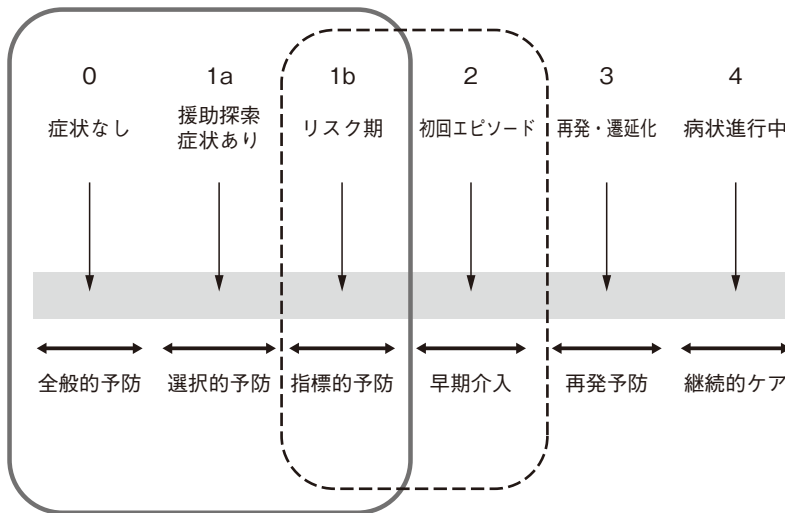 0
1a
1b
2
3
4
症状なし
援助探索
症状あり
リスク期
初回エピソード
再発・遷延化
病状進行中
全般的予防
選択的予防
指標的予防
早期介入
再発予防
継続的ケア